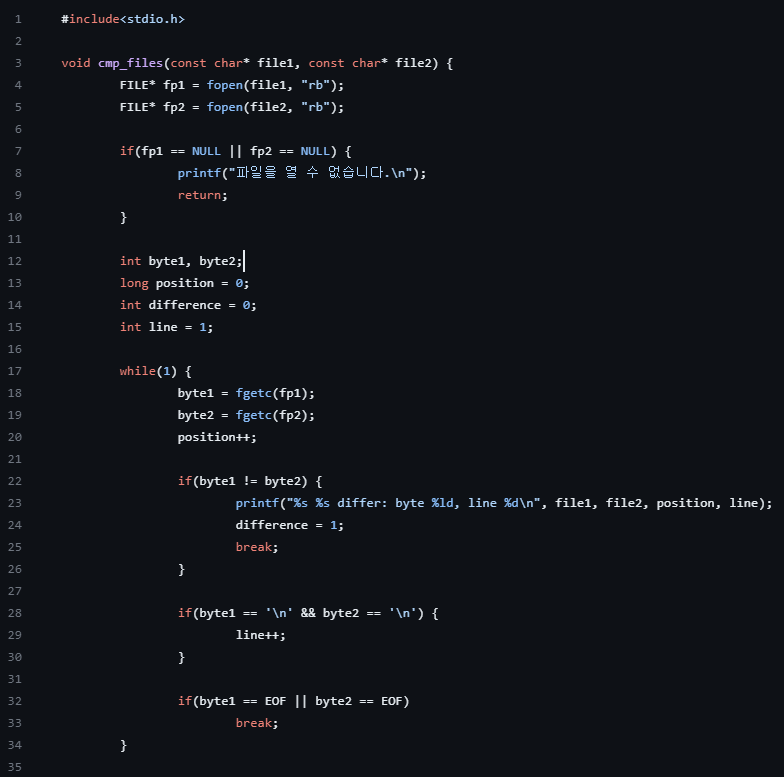 1 #include<stdio.h>
2
3 void cmp_files(const char* file1, const char* file2) {
4 FILE* fp1 = fopen(file1, "rb");
5 FILE* fp2 = fopen(file2, "rb");
6
7 if(fp1 == NULL || fp2 == NULL) {
8 printf("파일을 열 수 없습니다.\n");
9 return;
10 }
11
12 int byte1, byte2;
13 long position = 0;
14 int difference = 0;
15 int line = 1;
16
17 while(1) {
18 byte1 = fgetc(fp1);
19 byte2 = fgetc(fp2);
20 position++;
21
22 if(byte1 != byte2) {
23 printf("%s %s differ: byte %ld, line %d\n", file1, file2, position, line);
24 difference = 1;
25 break;
26 }
27
28 if(byte1 == '\n' && byte2 == '\n') {
29 line++;
30 }
31
32 if(byte1 == EOF || byte2 == EOF)
33 break;
34 }
35